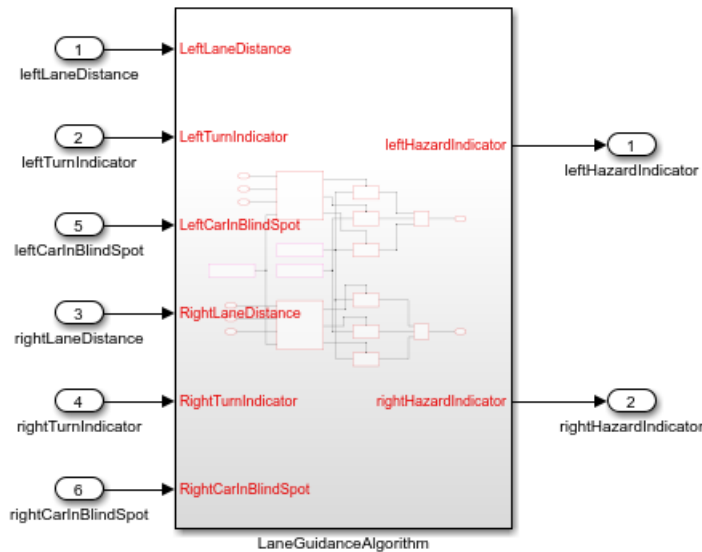 1
leftLaneDistance
LeftLaneDistance
2
leftTurnIndicator
LeftTurnIndicator
5
leftCarInBlindSpot
LeftCarInBlindSpot
3
rightLaneDistance
RightLaneDistance
4
rightTurnIndicator
RightTurnIndicator
6
rightCarInBlindSpot
RightCarInBlindSpot
leftHazardIndicator
1
leftHazardIndicator
rightHazardIndicator
2
rightHazardIndicator
LaneGuidanceAlgorithm